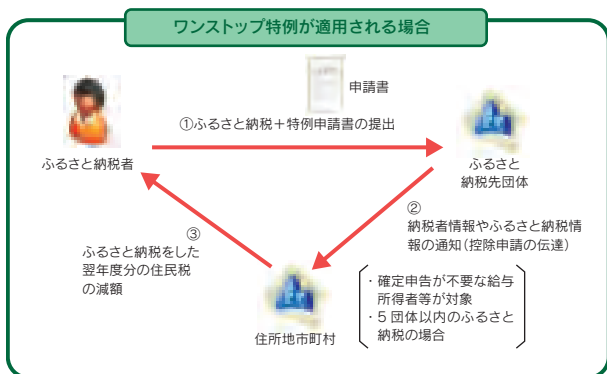 ワンストップ特例が適用される場合
申請書
①ふるさと納税+特例申請書の提出
ふるさと納税者
ふるさと
納税先団体
②
納税者情報やふるさと納税情
報の通知(控除申請の伝達)
③
ふるさと納税をした
翌年度分の住民税
の減額
・確定申告が不要な給与
所得者等が対象
・5団体以内のふるさと
納税の場合
住所地市町村